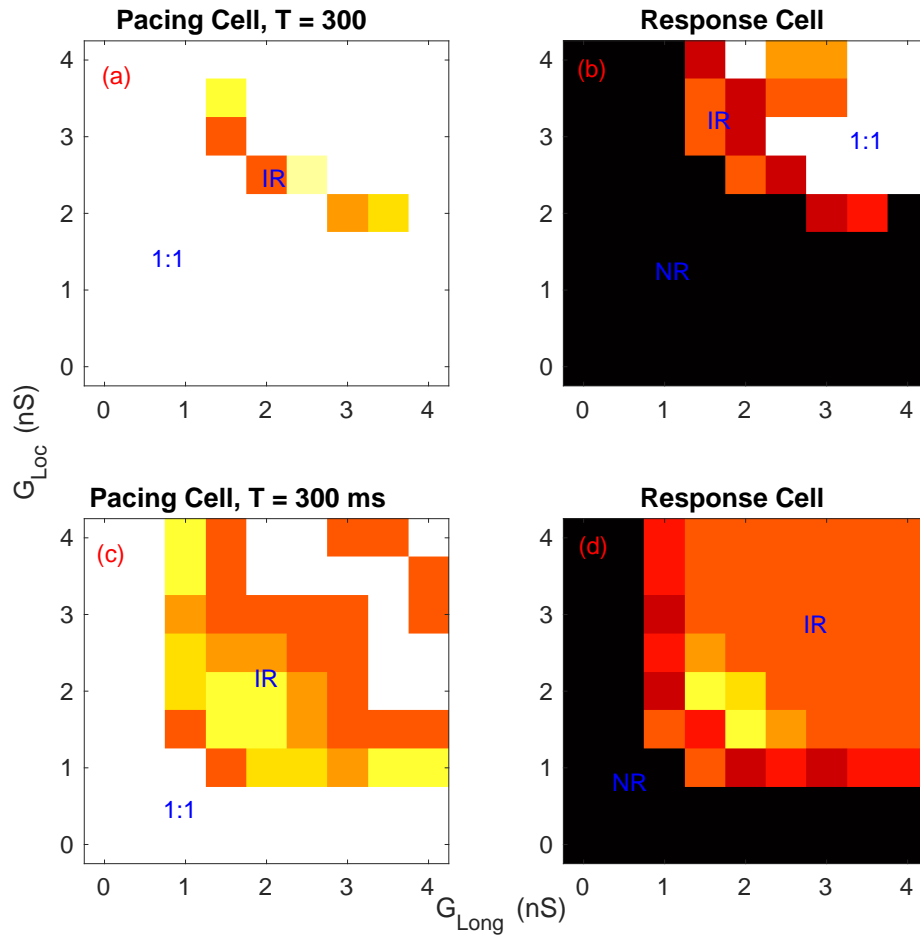 Pacing Cell, T = 300
Response Cell
(a)
(b)
4
3
2
1
0
IR
1:1
IR
1:1
NR
4
3
2
1
0
0 1 2 3 4
0 1 2 3 4
G_Loc (nS)
Pacing Cell, T = 300 ms
Response Cell
(c)
(d)
4
3
2
1
0
IR
1:1
IR
NR
4
3
2
1
0
0 1 2 3 4
0 1 2 3 4
G_Long (nS)